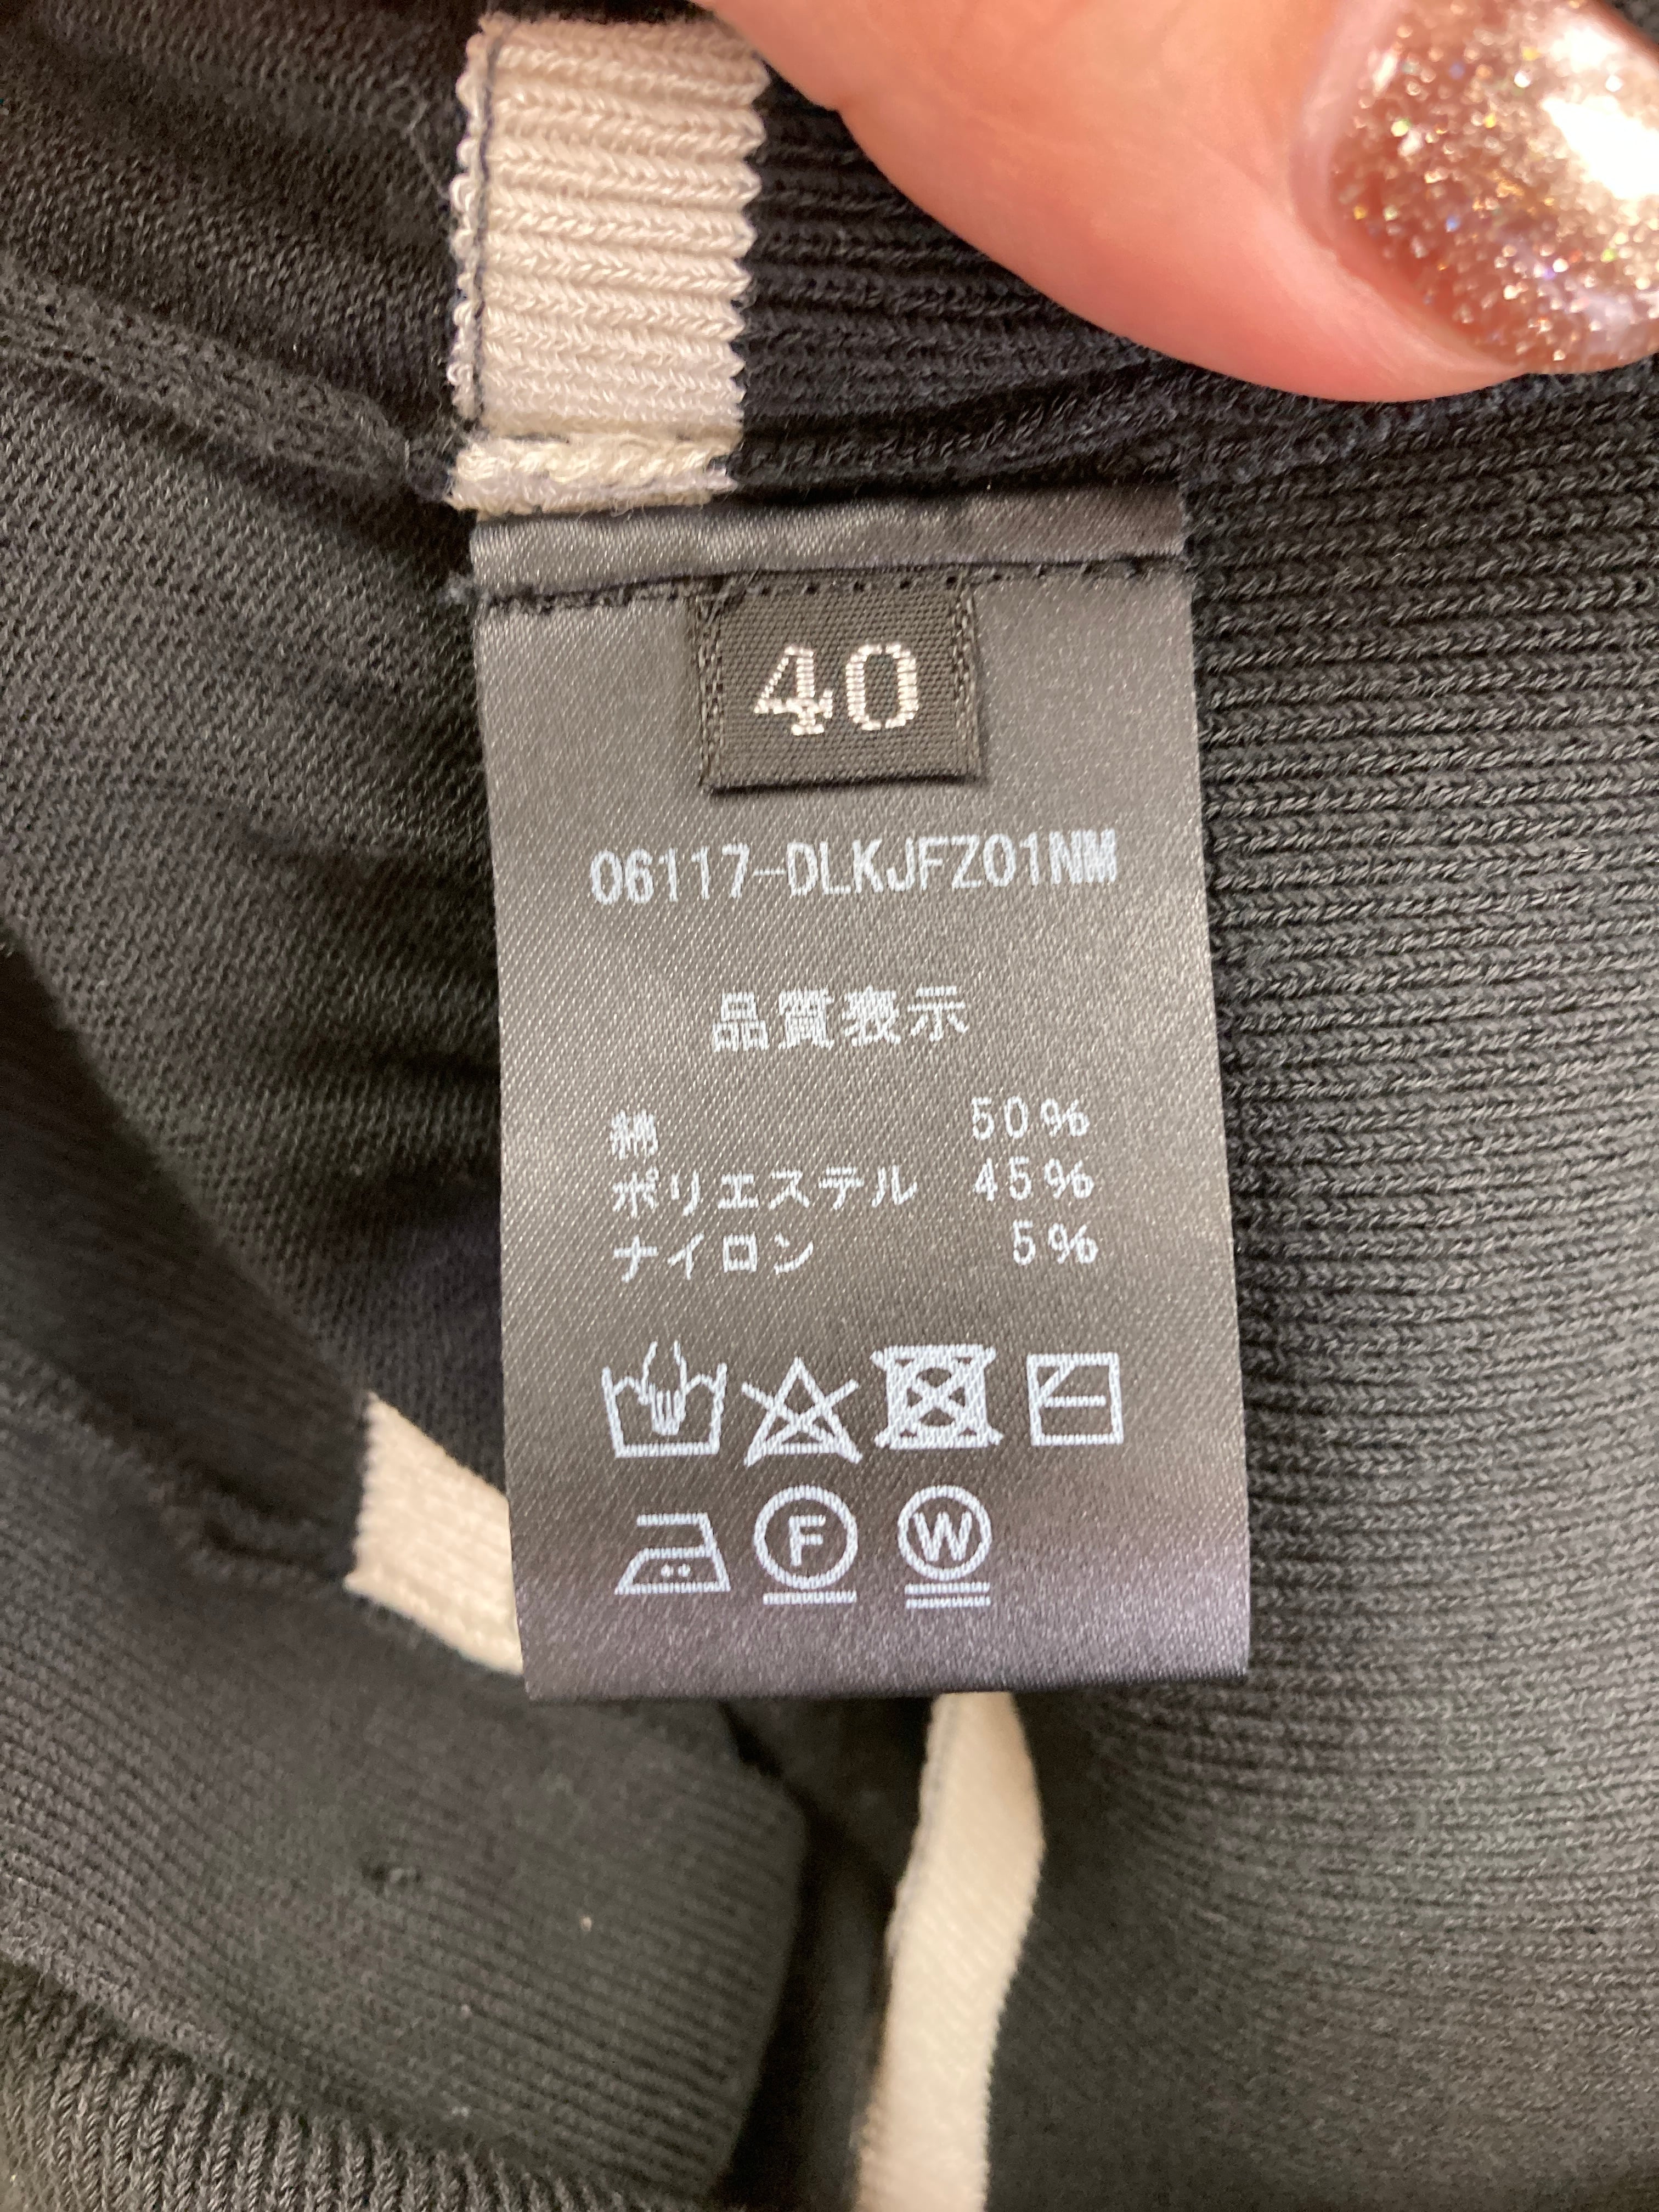 40
06117-DLKJFZ01NM
品質表示
綿 50%
ポリエステル 45%
ナイロン 5%
F W